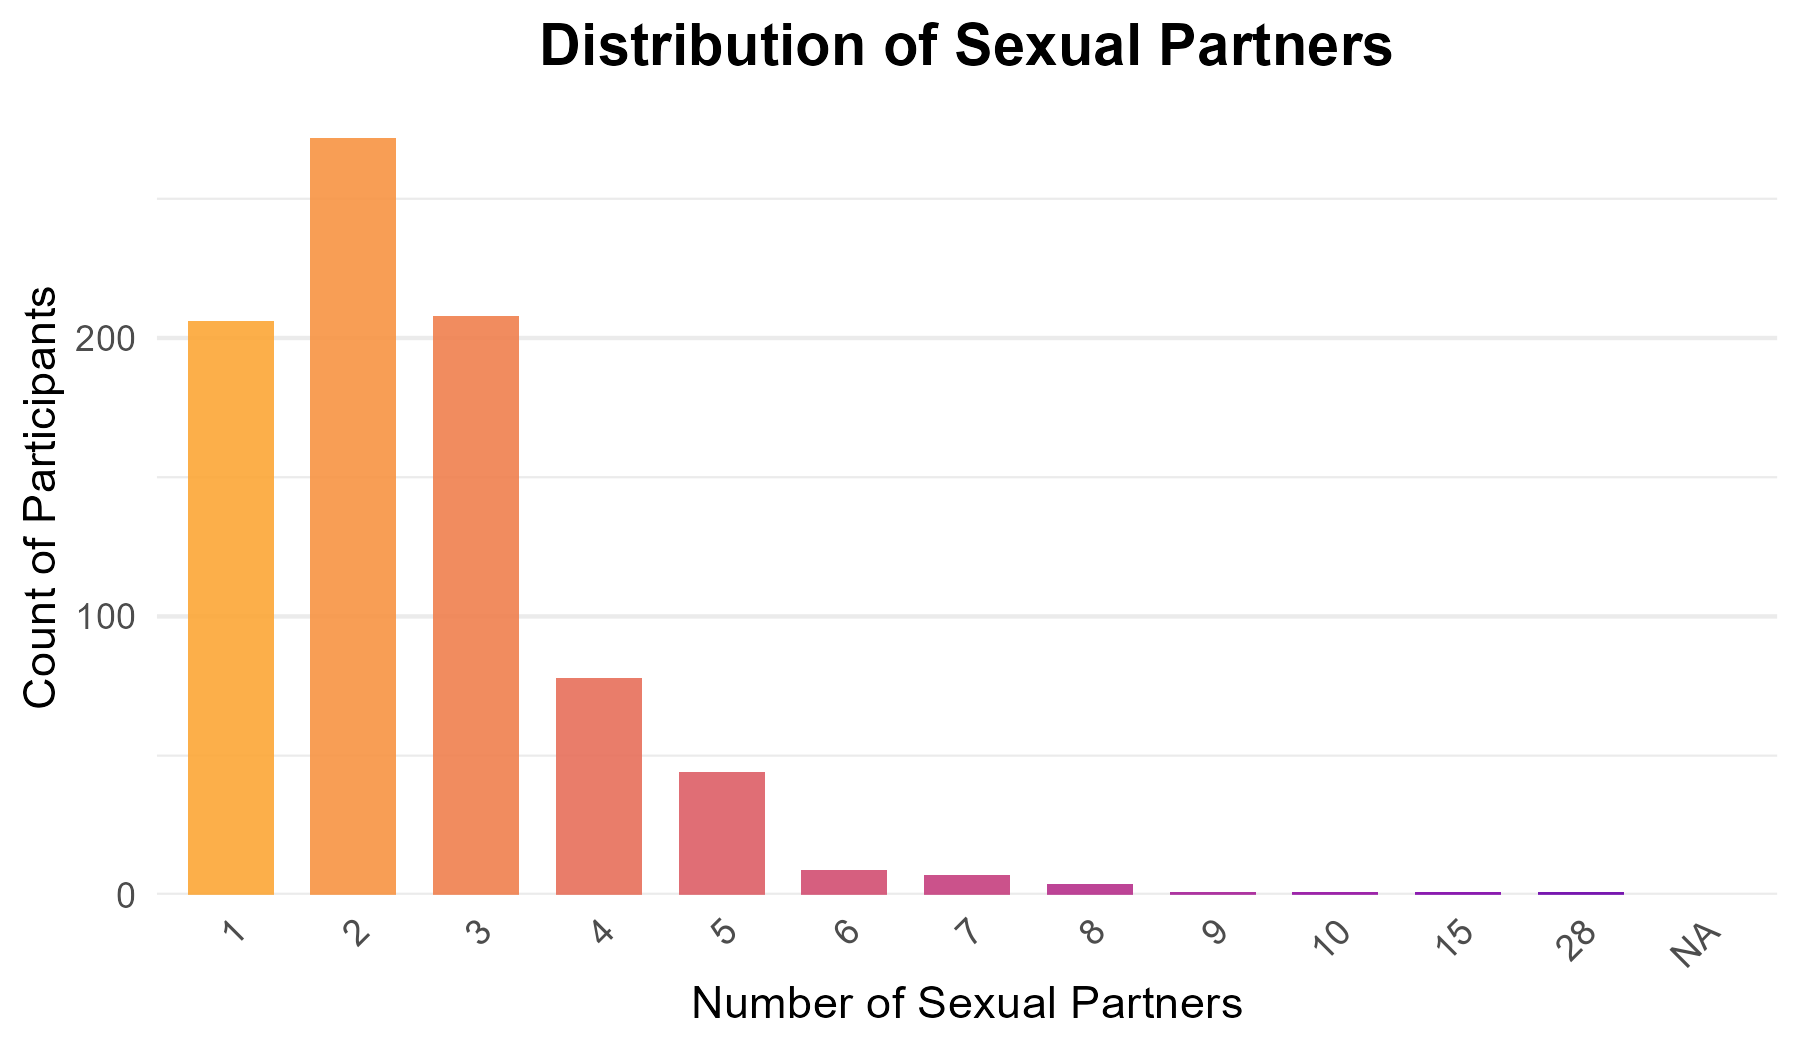 Distribution of Sexual Partners
Count of Participants
200
100
0
1 2 3 4 5 6 7 8 9 10 15 28 NA
Number of Sexual Partners